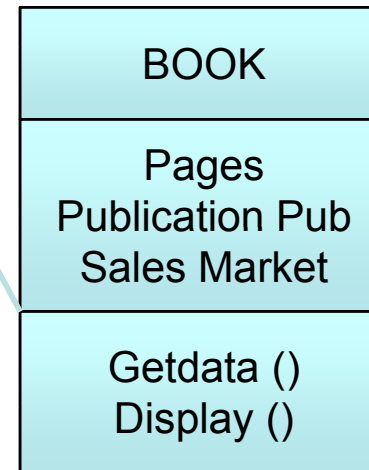 BOOK
Pages
Publication Pub
Sales Market
Getdata ()
Display ()